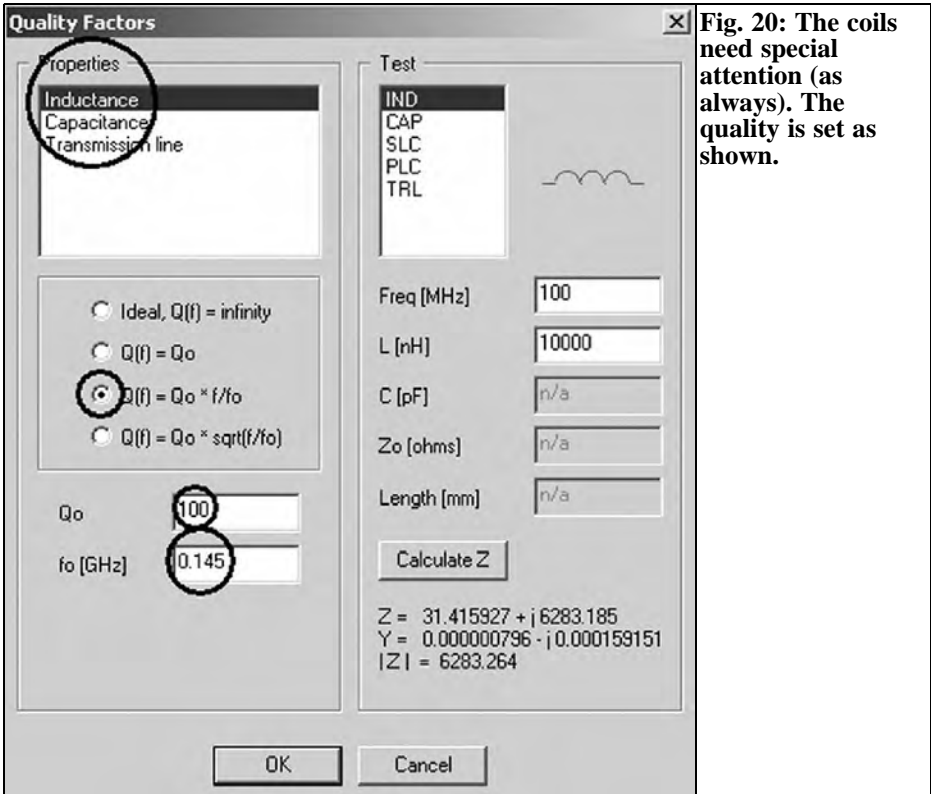 Quality Factors
Properties
Inductance
Capacitance
Transmission line
Ideal, Q(f) = infinity
Q(f) = Qo
Q(f) = Qo * f/fo
Q(f) = Qo * sqrt(f/fo)
Qo 100
fo [GHz] 0.145
Test
IND
CAP
SLC
PLC
TRL
Freq [MHz] 100
L [nH] 10000
C [pF] n/a
Zo [ohms] n/a
Length [mm] n/a
Calculate Z
Z = 31.415927 + j 6283.185
Y = 0.000000796 - j 0.000159151
|Z| = 6283.264
OK Cancel
Fig. 20: The coils
need special
attention (as
always). The
quality is set as
shown.